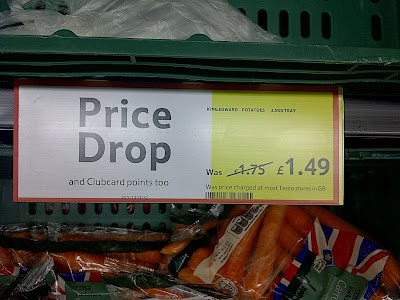 Price
Drop
and Clubcard points too
KING EDWARD POTATOES 2.5KG TRAY
Was £1.75 £1.49
Was price charged at most Tesco stores in GB